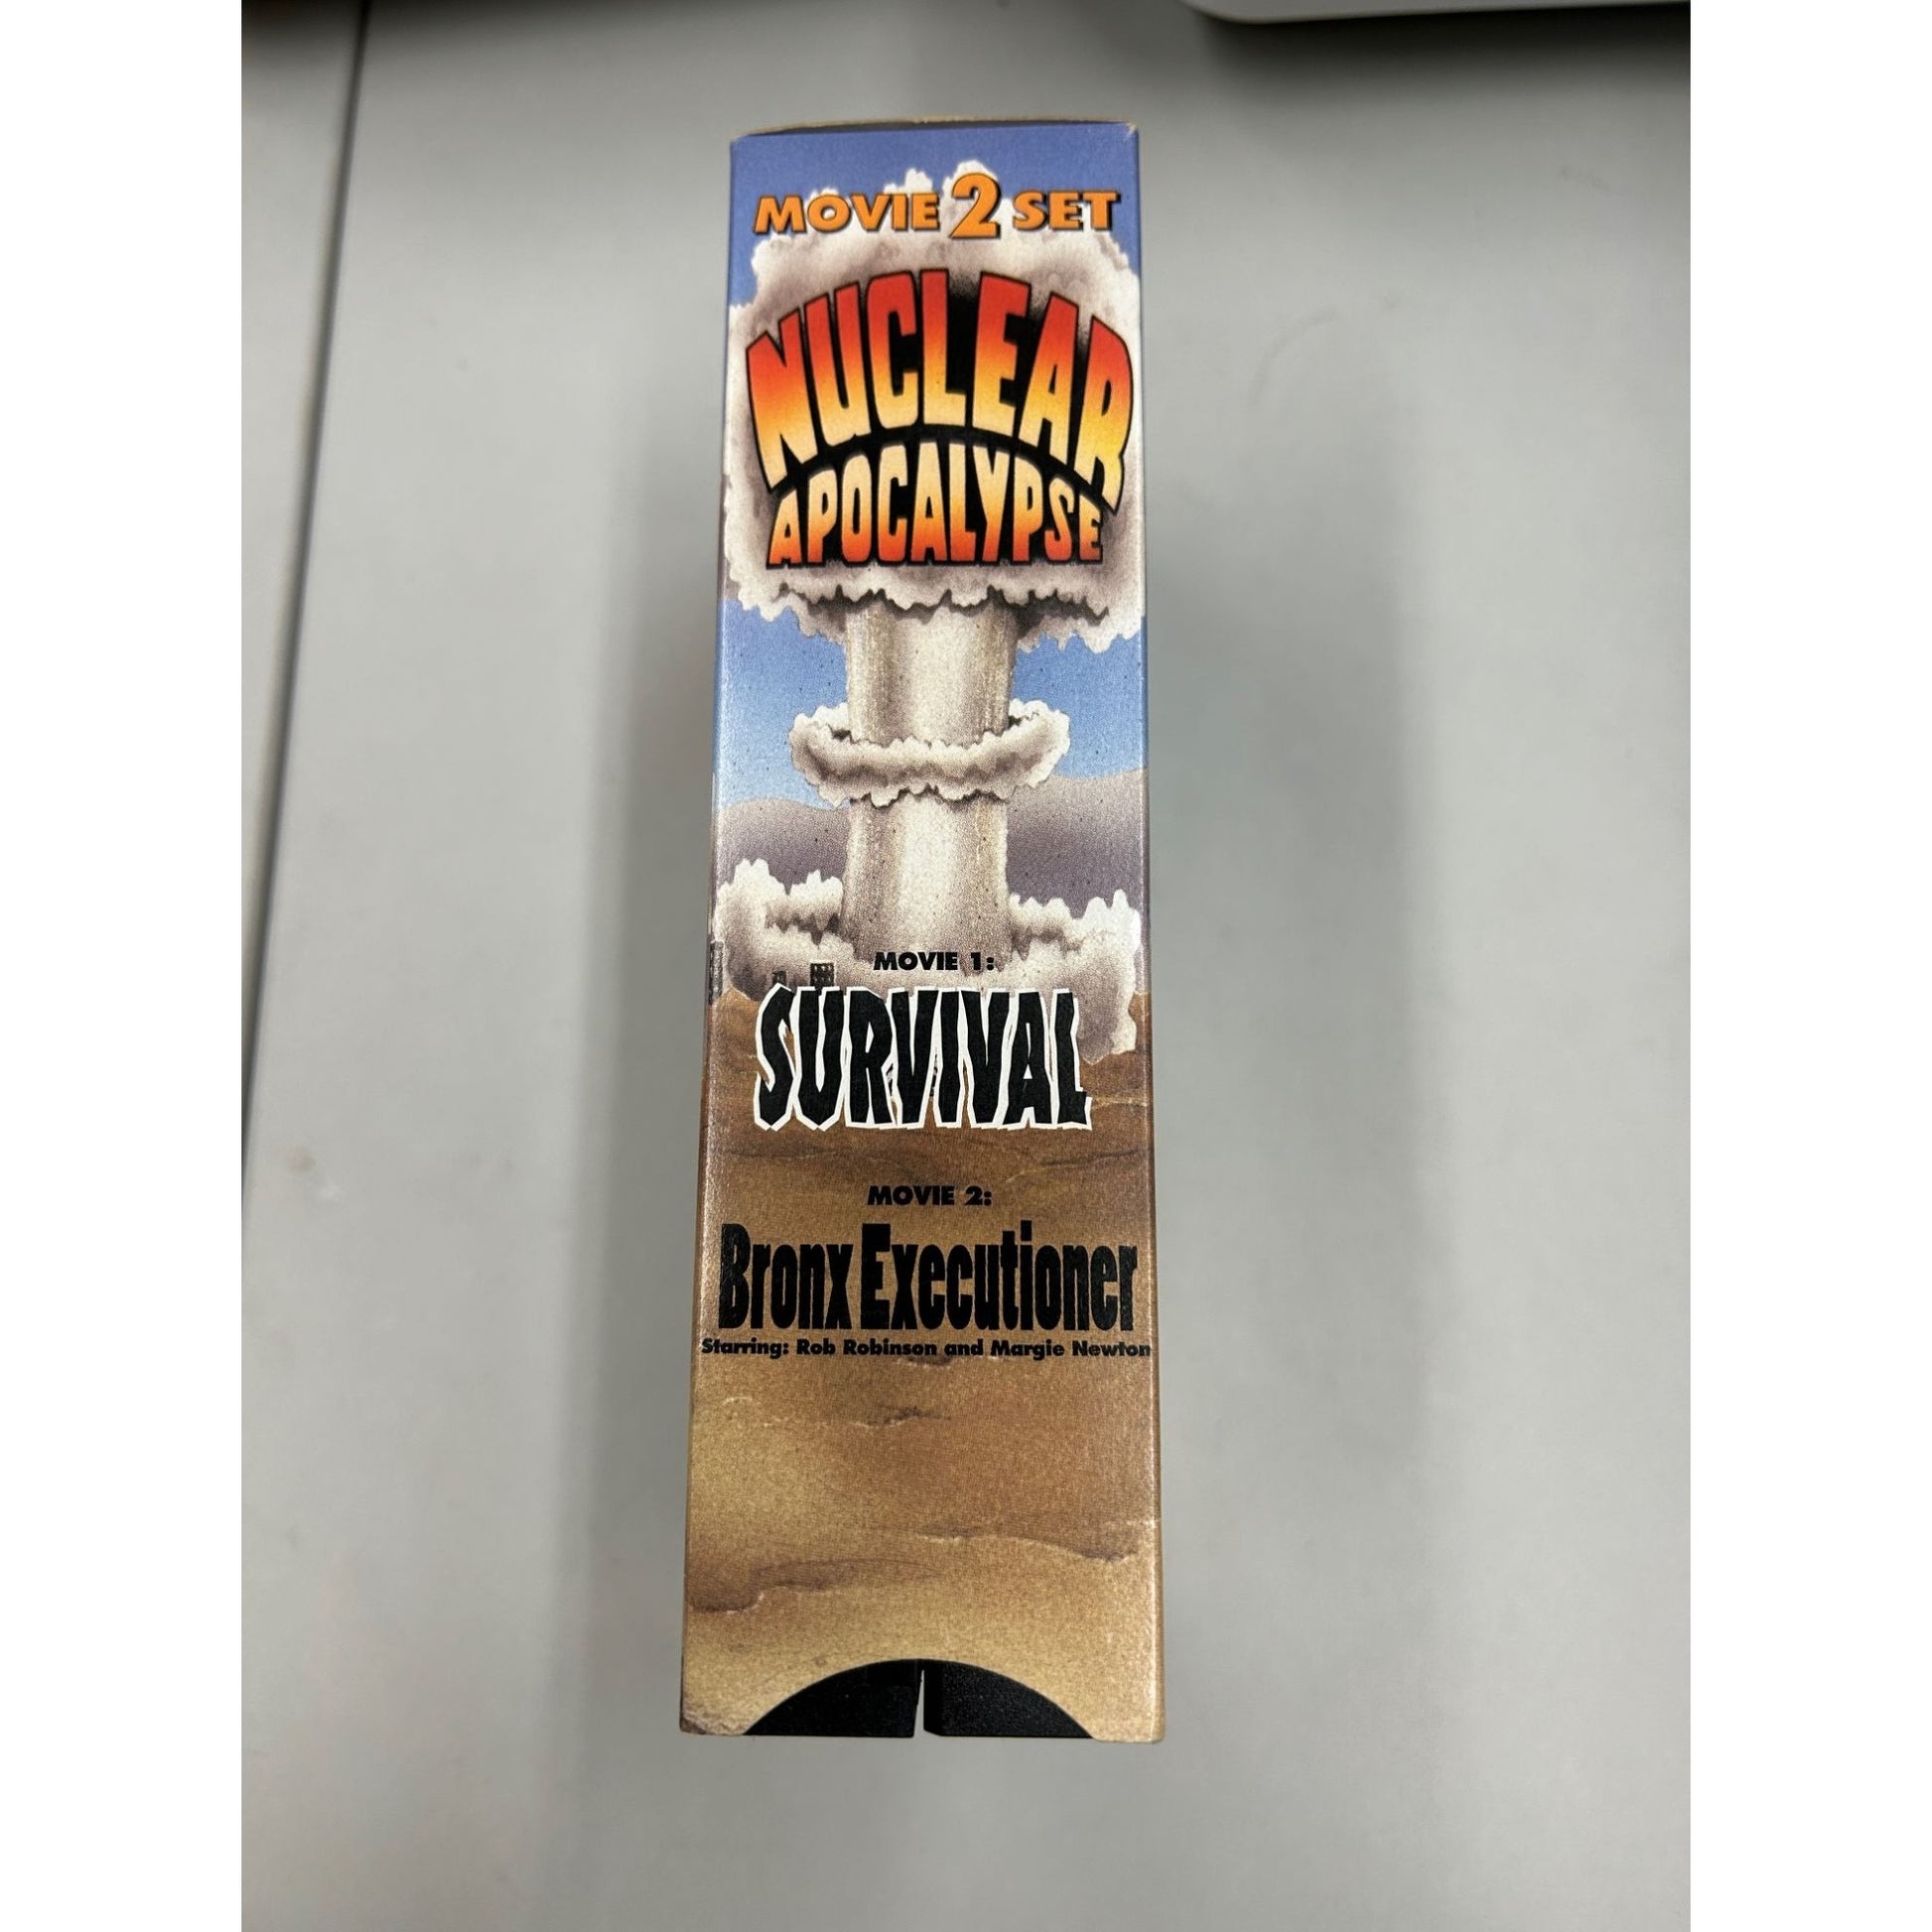 MOVIE 2 SET
NUCLEAR
APOCALYPSE
MOVIE 1:
SURVIVAL
MOVIE 2:
Bronx Executioner
Starring: Rob Robinson and Margie Newton